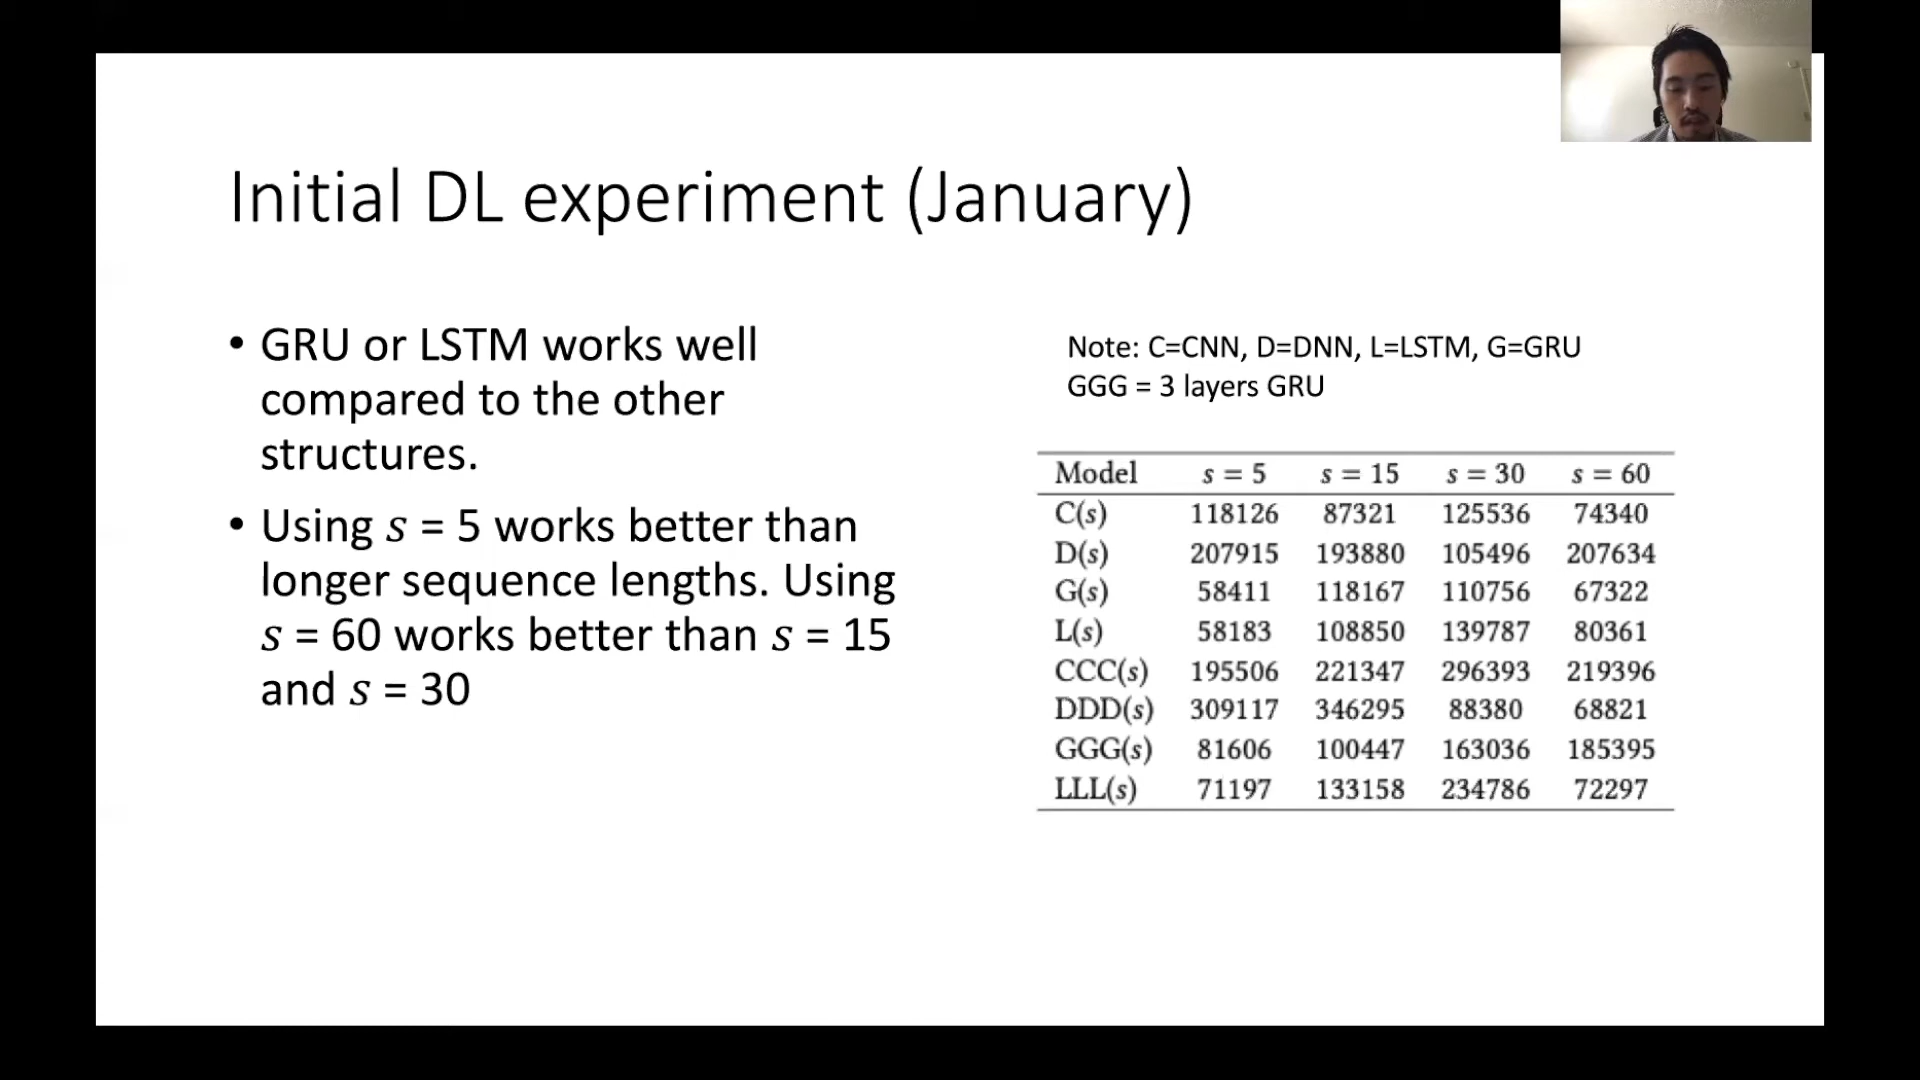 Initial DL experiment (January)
• GRU or LSTM works well
compared to the other
structures.
• Using s = 5 works better than
longer sequence lengths. Using
s = 60 works better than s = 15
and s = 30
Note: C=CNN, D=DNN, L=LSTM, G=GRU
GGG = 3 layers GRU
Model s = 5 s = 15 s = 30 s = 60
C(s) 118126 87321 125536 74340
D(s) 207915 193880 105496 207634
G(s) 58411 118167 110756 67322
L(s) 58183 108850 139787 80361
CCC(s) 195506 221347 296393 219396
DDD(s) 309117 346295 88380 68821
GGG(s) 81606 100447 163036 185395
LLL(s) 71197 133158 234786 72297